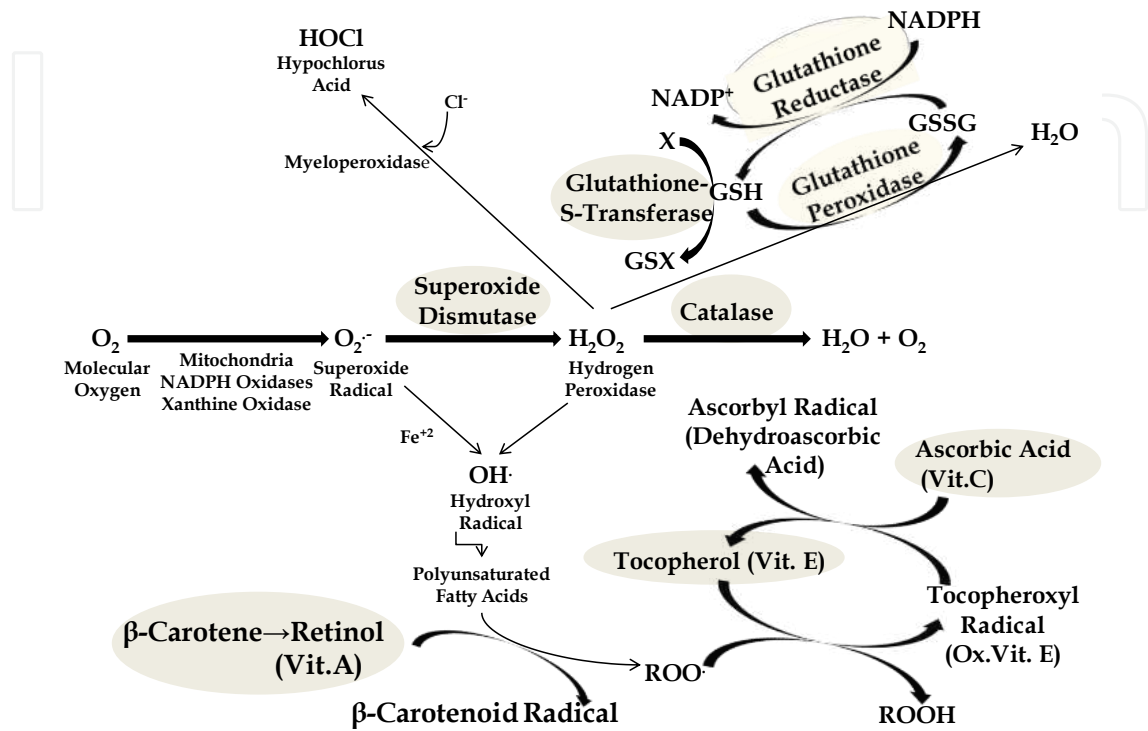 NADPH
HOCl
Hypochlorus
Acid
Cl⁻
Myeloperoxidase
Glutathione
Reductase
NADP⁺
GSSG
H₂O
X
Glutathione-
S-Transferase
GSH
Glutathione
Peroxidase
GSX
Superoxide
Dismutase
Catalase
O₂
Molecular
Oxygen
Mitochondria
NADPH Oxidases
Xanthine Oxidase
O₂·⁻
Superoxide
Radical
H₂O₂
Hydrogen
Peroxidase
H₂O + O₂
Fe⁺²
OH·
Hydroxyl
Radical
Polyunsaturated
Fatty Acids
Ascorbyl Radical
(Dehydroascorbic
Acid)
Ascorbic Acid
(Vit.C)
Tocopherol (Vit. E)
Tocopheroxyl
Radical
(Ox.Vit. E)
β-Carotene→Retinol
(Vit.A)
ROO·
β-Carotenoid Radical
ROOH